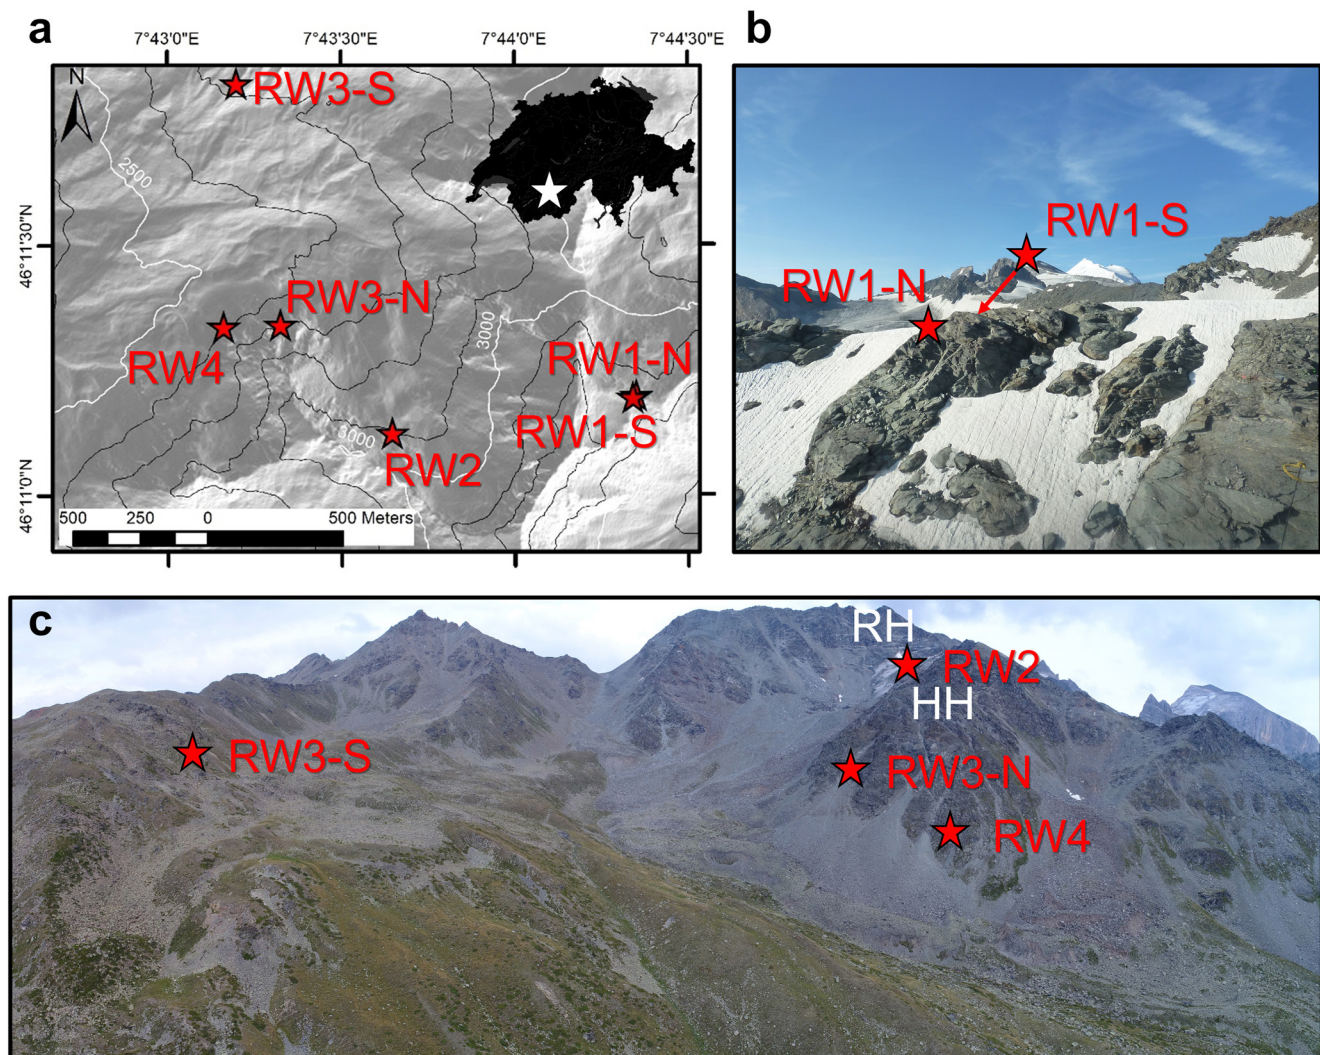 a
7°43'0"E
7°43'30"E
7°44'0"E
7°44'30"E
N
RW3-S
2500
46°11'30"N
RW3-N
3000
RW4
RW1-N
RW1-S
3000
RW2
46°11'0"N
500 250 0 500 Meters
b
RW1-S
RW1-N
c
RH
RW2
HH
RW3-S
RW3-N
RW4